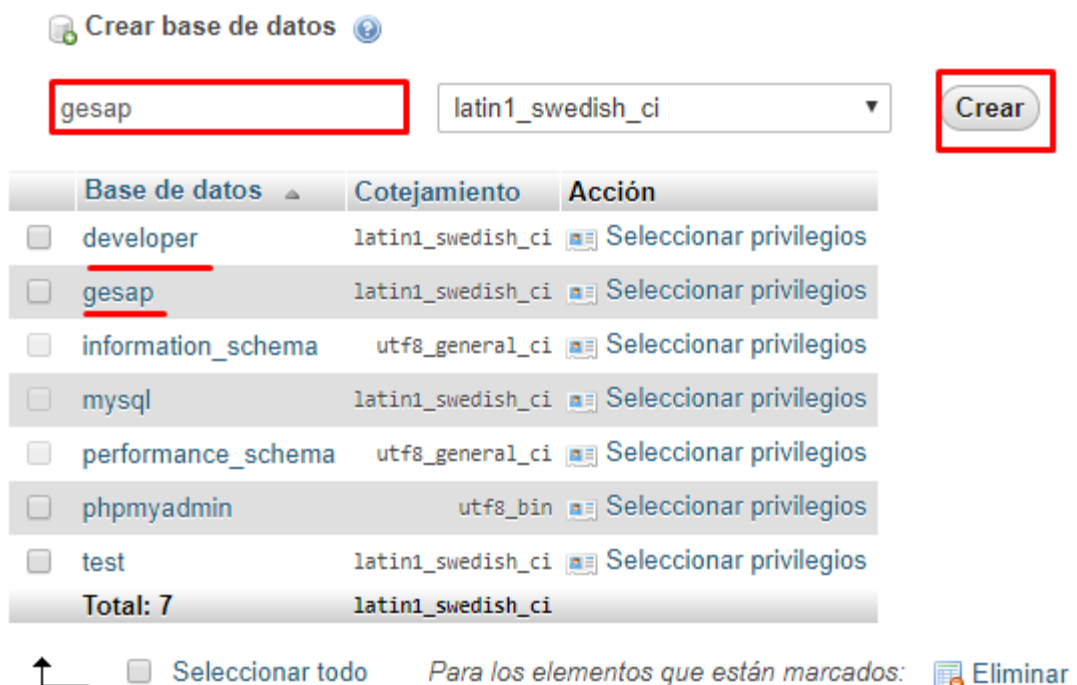 Crear base de datos
gesap latin1_swedish_ci Crear
Base de datos Cotejamiento Acción
developer latin1_swedish_ci Seleccionar privilegios
gesap latin1_swedish_ci Seleccionar privilegios
information_schema utf8_general_ci Seleccionar privilegios
mysql latin1_swedish_ci Seleccionar privilegios
performance_schema utf8_general_ci Seleccionar privilegios
phpmyadmin utf8_bin Seleccionar privilegios
test latin1_swedish_ci Seleccionar privilegios
Total: 7 latin1_swedish_ci
Seleccionar todo Para los elementos que están marcados: Eliminar